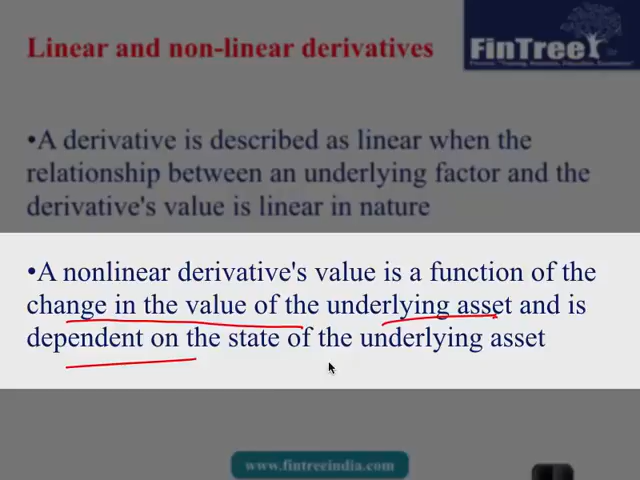 Linear and non-linear derivatives
FinTree
•A derivative is described as linear when the
relationship between an underlying factor and the
derivative's value is linear in nature
•A nonlinear derivative's value is a function of the
change in the value of the underlying asset and is
dependent on the state of the underlying asset
www.fintreeindia.com